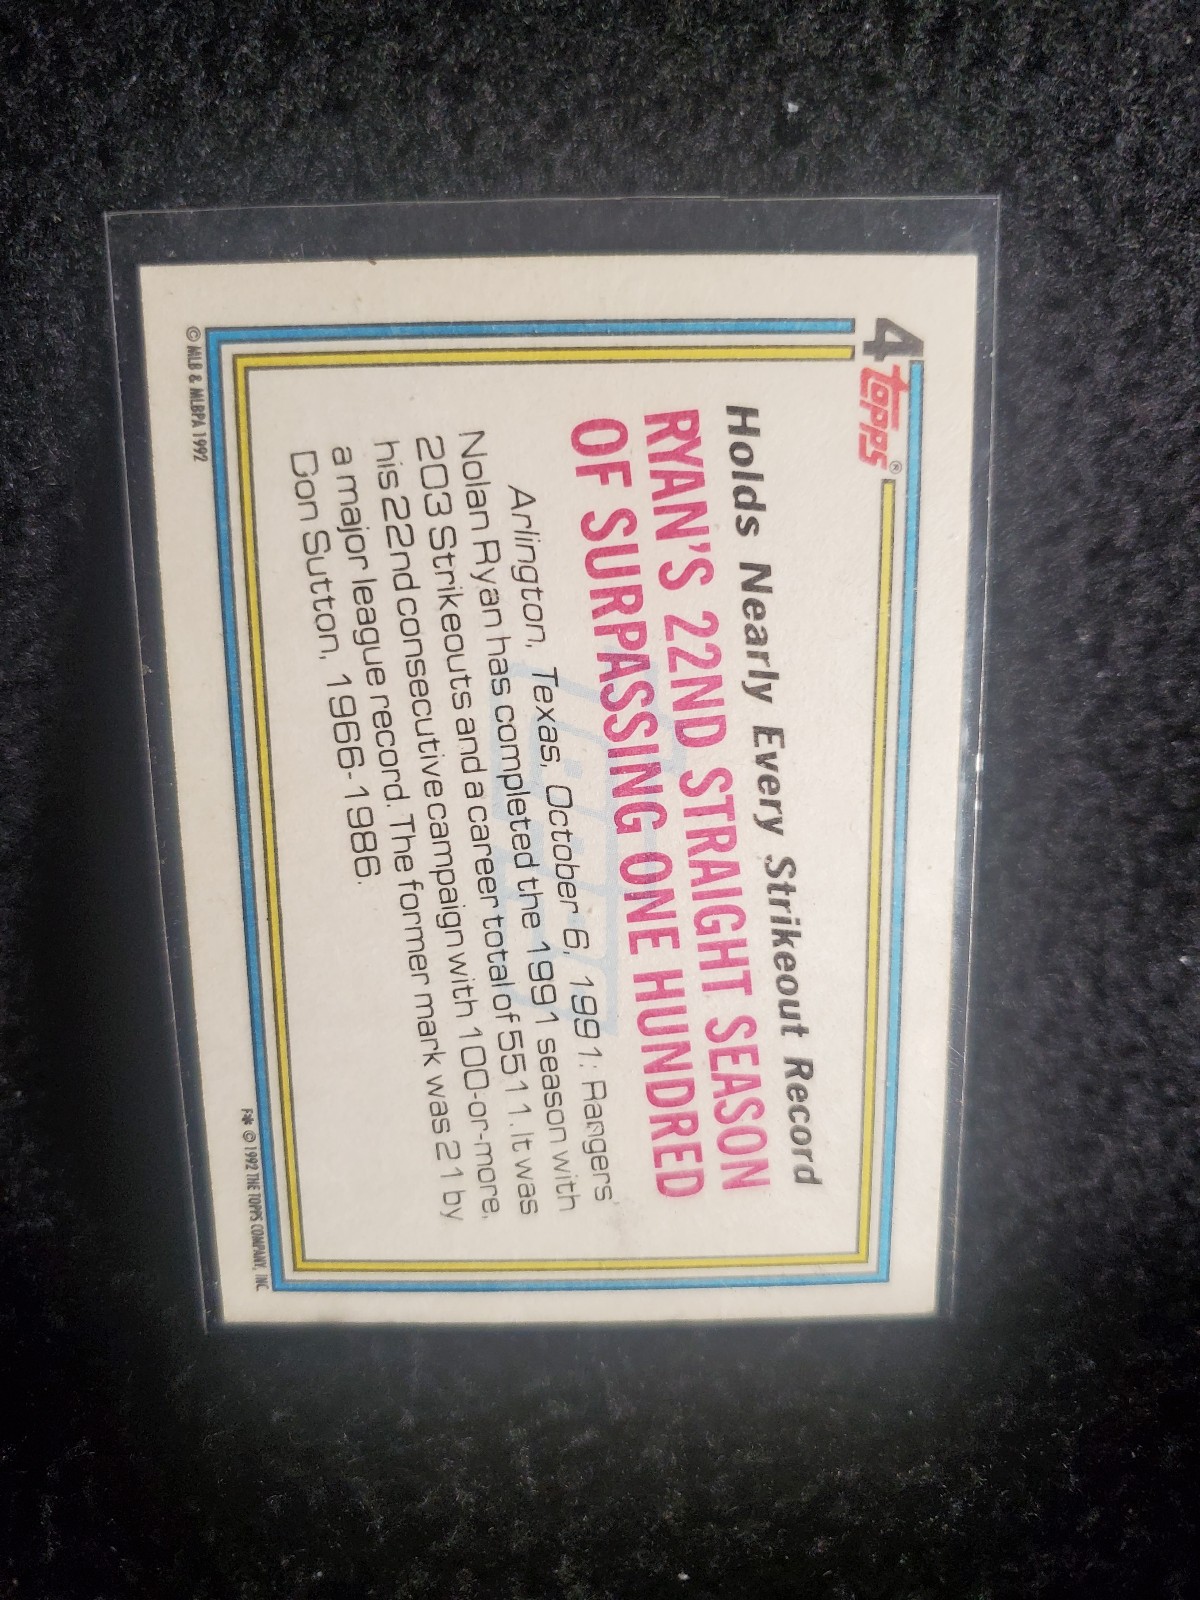 4
topps®
Holds Nearly Every Strikeout Record
RYAN'S 22ND STRAIGHT SEASON
OF SURPASSING ONE HUNDRED
Arlington, Texas, October 6, 1991: Rangers'
Nolan Ryan has completed the 1991 season with
203 Strikeouts and a career total of 5511. It was
his 22nd consecutive campaign with 100-or-more,
a major league record. The former mark was 21 by
Don Sutton, 1966-1986.
© MLB & MLBPA 1992
F✱ © 1992 THE TOPPS COMPANY, INC.